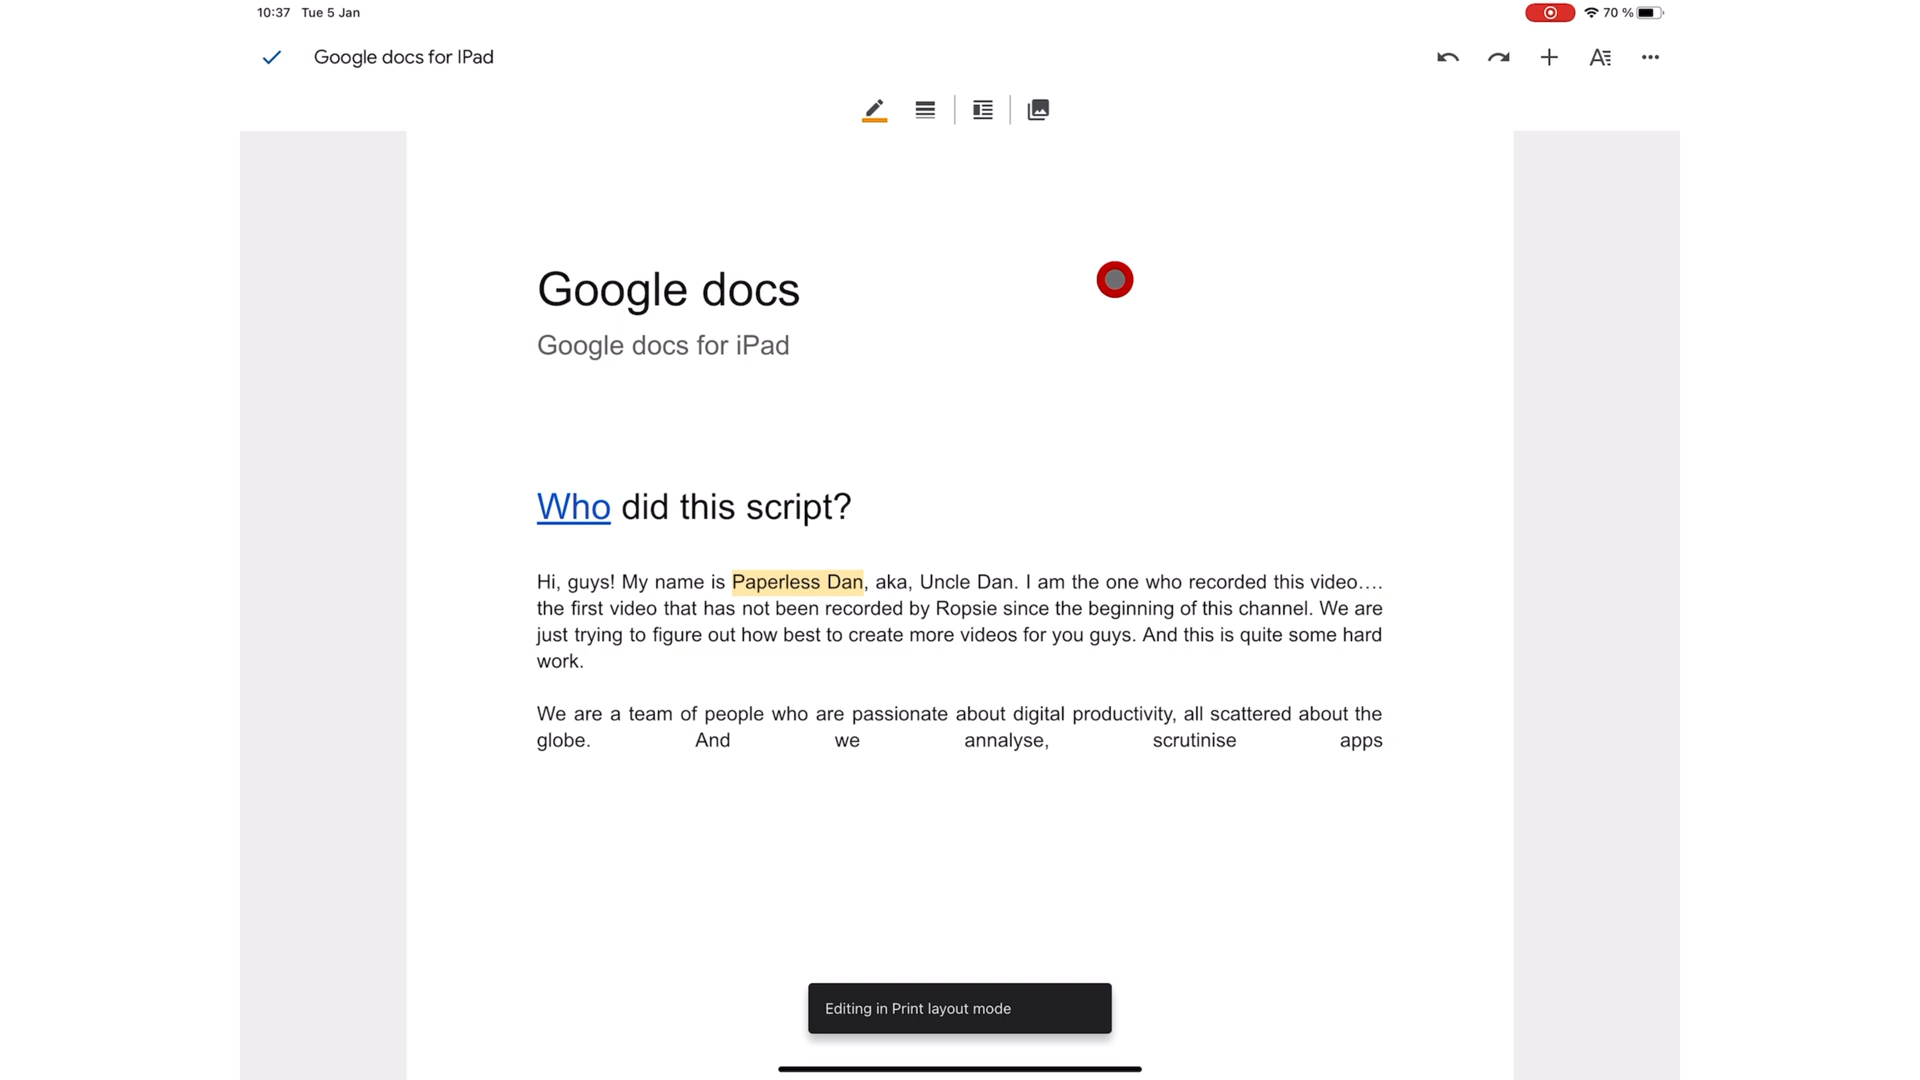 10:37 Tue 5 Jan
70 %
Google docs for IPad
Google docs
Google docs for iPad
Who did this script?
Hi, guys! My name is Paperless Dan, aka, Uncle Dan. I am the one who recorded this video….
the first video that has not been recorded by Ropsie since the beginning of this channel. We are
just trying to figure out how best to create more videos for you guys. And this is quite some hard
work.
We are a team of people who are passionate about digital productivity, all scattered about the
globe. And we annalyse, scrutinise apps
Editing in Print layout mode